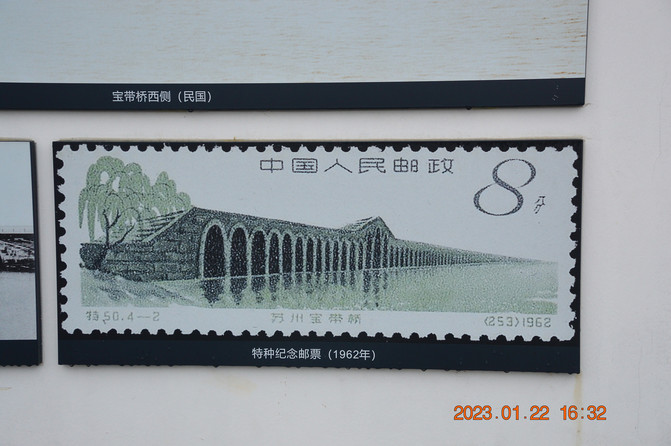 宝带桥西侧（民国）
中国人民邮政
8分
特50.4—2
苏州宝带桥
(253)1962
特种纪念邮票（1962年）
2023.01.22 16:32